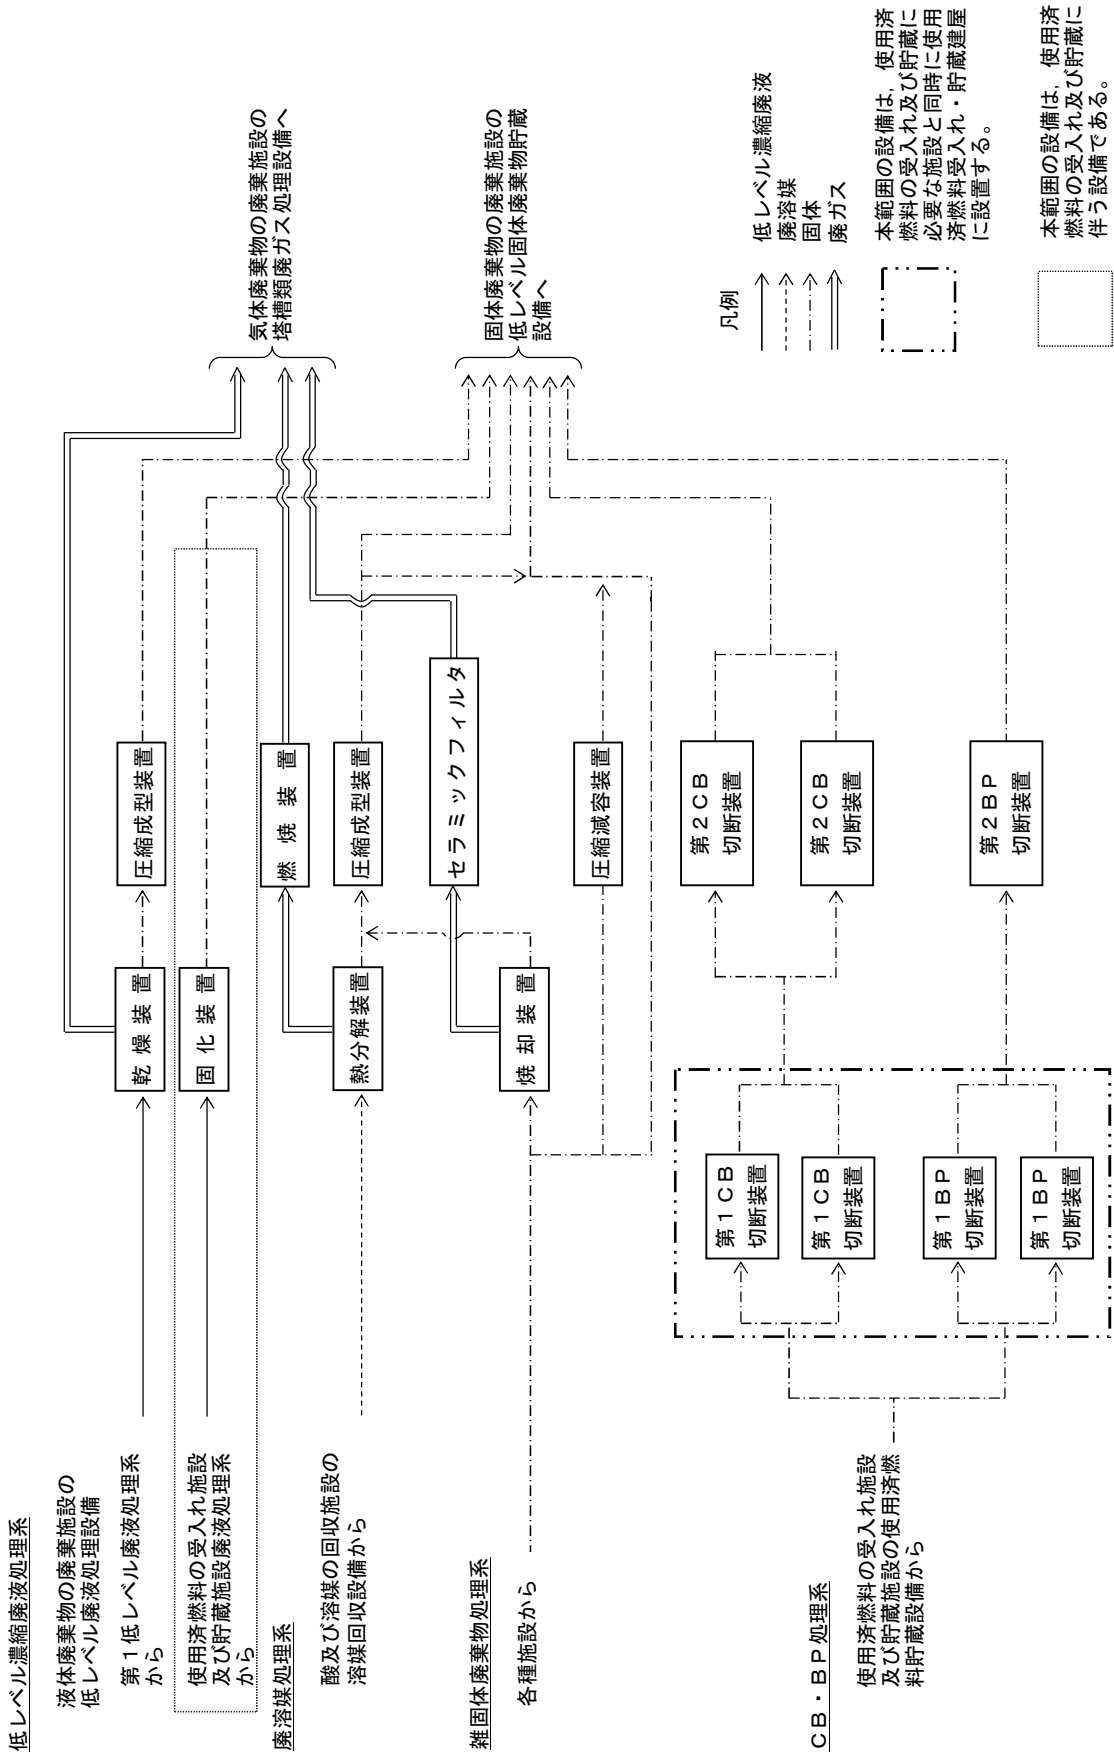 低レベル濃縮廃液処理系
液体廃棄物の廃棄施設の
低レベル廃液処理設備
第１低レベル廃液処理系
から
使用済燃料の受入れ施設
及び貯蔵施設廃液処理系
から
乾燥装置
圧縮成型装置
固化装置
気体廃棄物の廃棄施設の
塔槽類廃ガス処理設備へ
廃溶媒処理系
酸及び溶媒の回収施設の
溶媒回収設備から
熱分解装置
燃焼装置
圧縮成型装置
セラミックフィルタ
固体廃棄物の廃棄施設の
低レベル固体廃棄物貯蔵
設備へ
雑固体廃棄物処理系
各種施設から
焼却装置
圧縮減容装置
ＣＢ・ＢＰ処理系
使用済燃料の受入れ施設
及び貯蔵施設の使用済燃
料貯蔵設備から
第１ＣＢ
切断装置
第１ＣＢ
切断装置
第１ＢＰ
切断装置
第１ＢＰ
切断装置
第２ＣＢ
切断装置
第２ＣＢ
切断装置
第２ＢＰ
切断装置
凡例
低レベル濃縮廃液
廃溶媒
固体
廃ガス
本範囲の設備は，使用済
燃料の受入れ及び貯蔵に
必要な施設と同時に使用
済燃料受入れ・貯蔵建屋
に設置する。
本範囲の設備は，使用済
燃料の受入れ及び貯蔵に
伴う設備である。